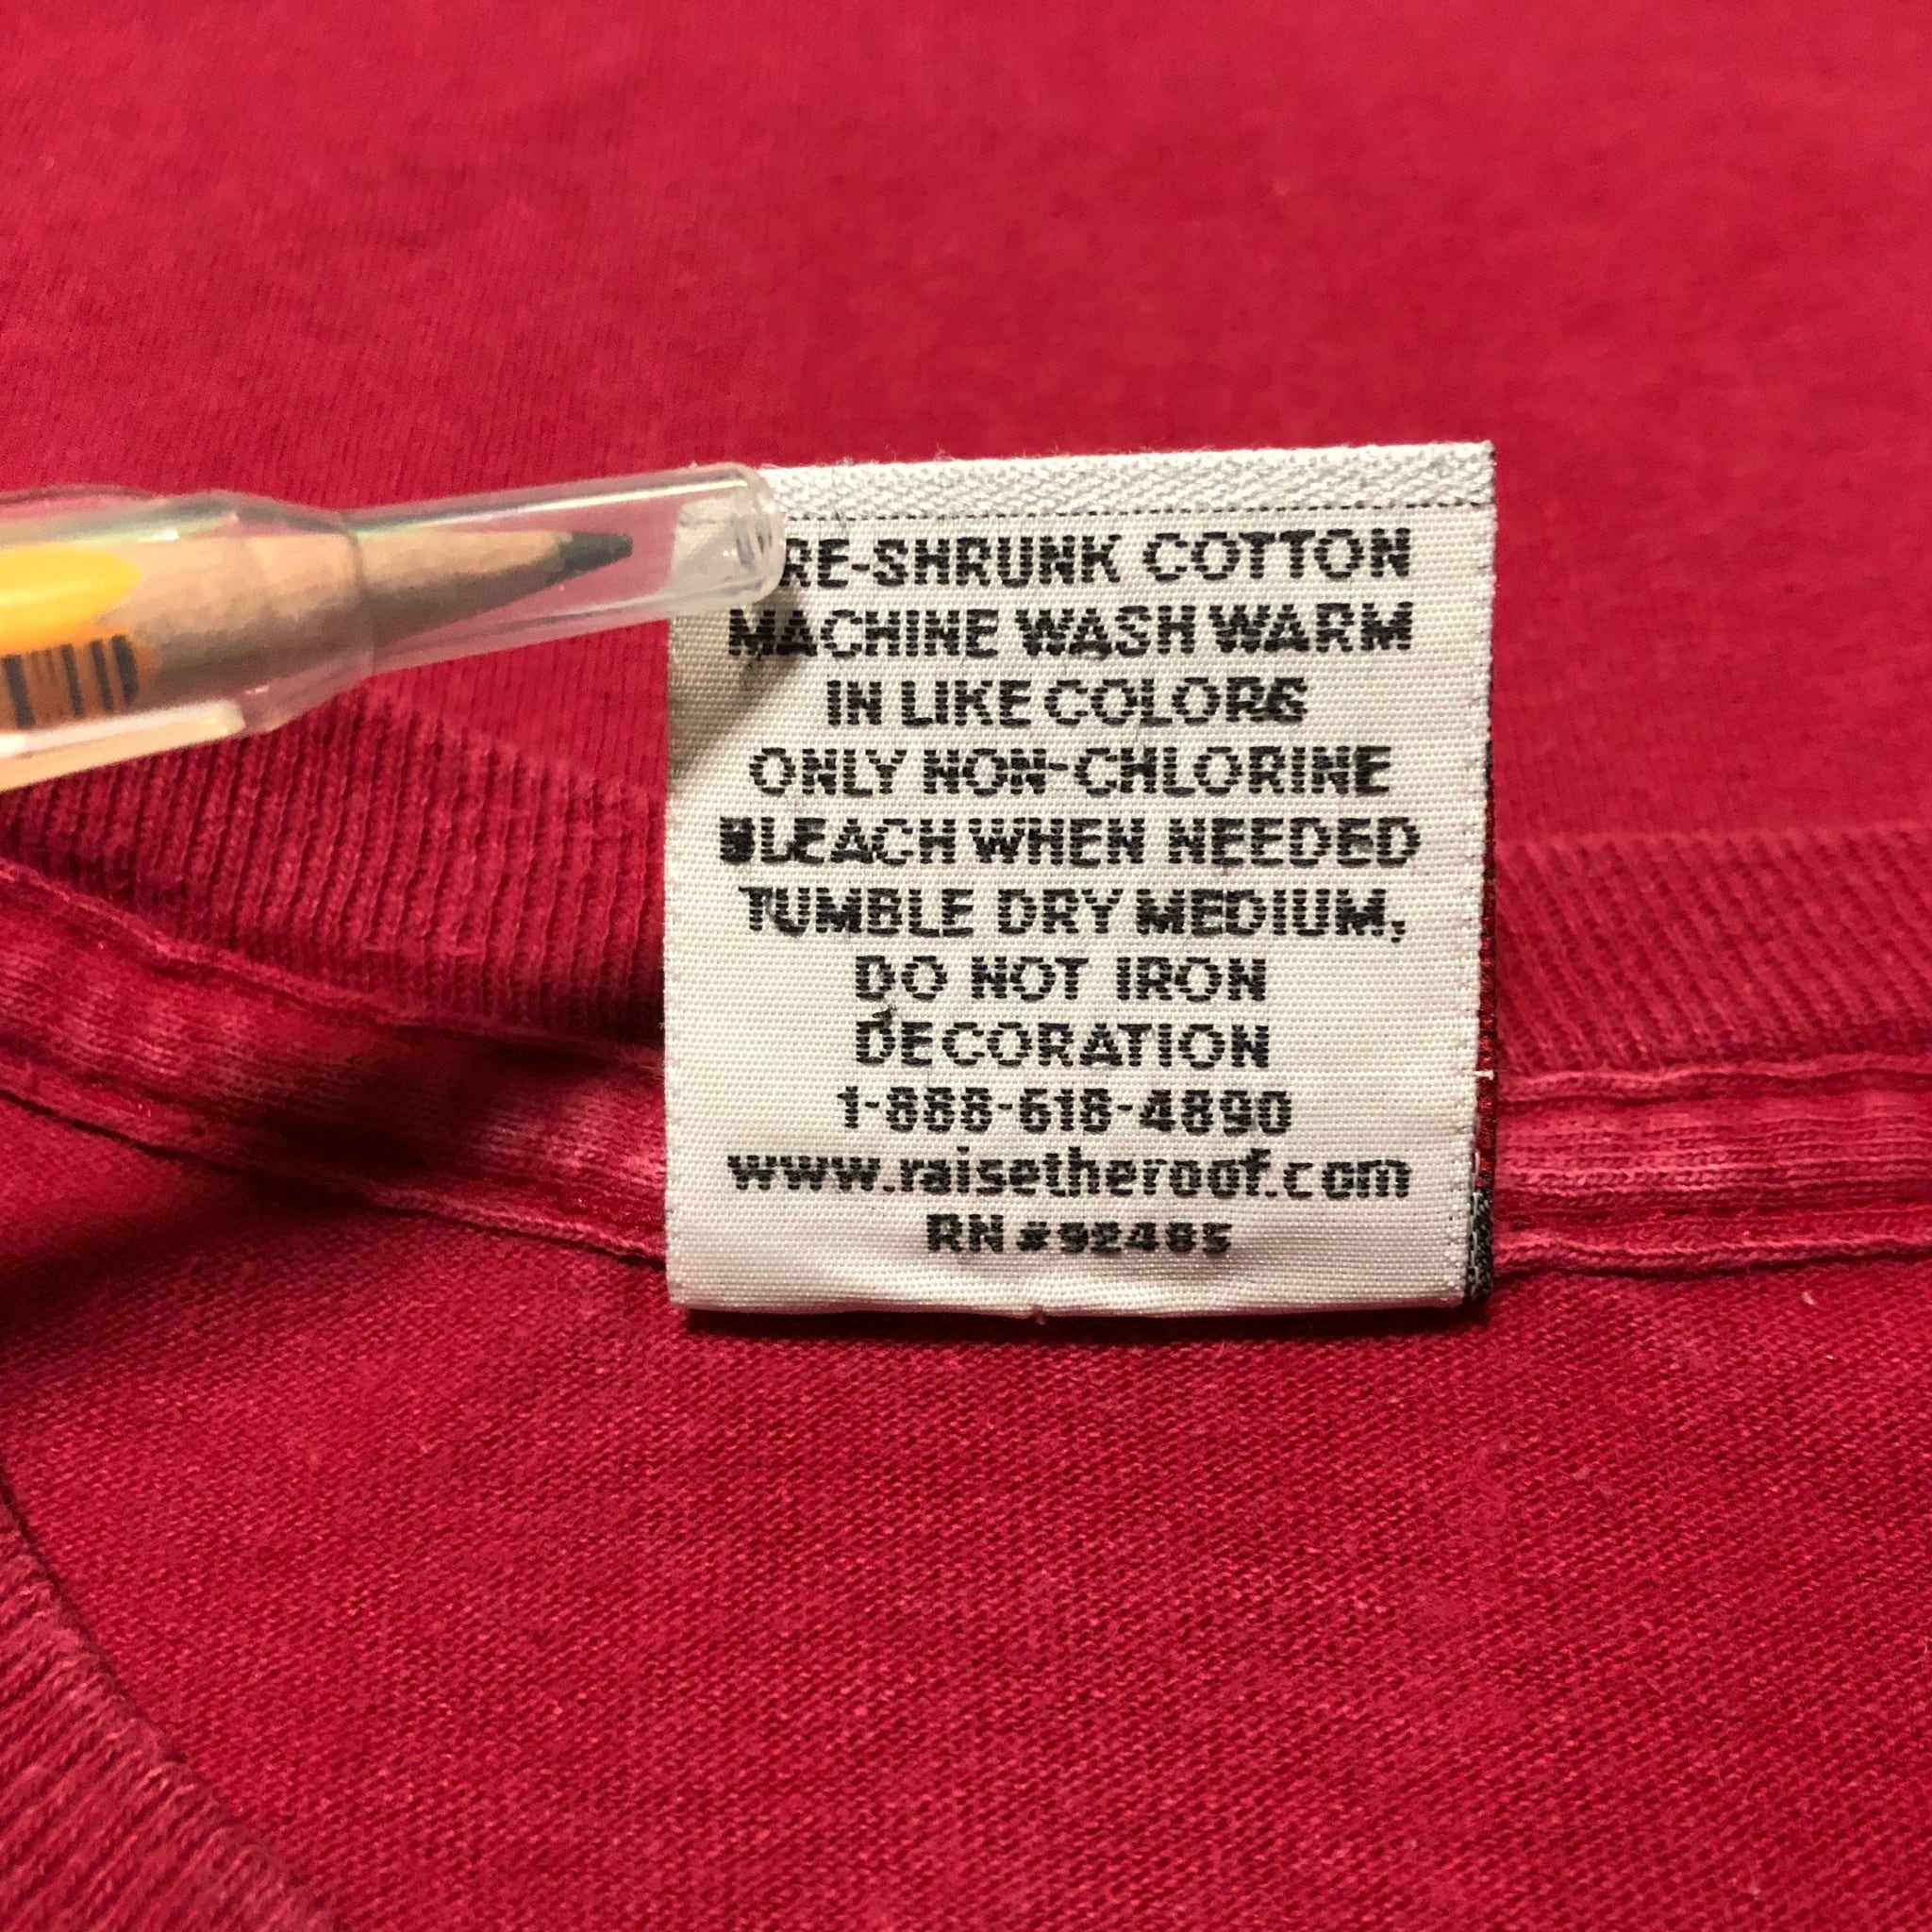 RE-SHRUNK COTTON
MACHINE WASH WARM
IN LIKE COLORS
ONLY NON-CHLORINE
BLEACH WHEN NEEDED
TUMBLE DRY MEDIUM,
DO NOT IRON
DECORATION
1-888-618-4890
www.raisetheroof.com
RN #92485